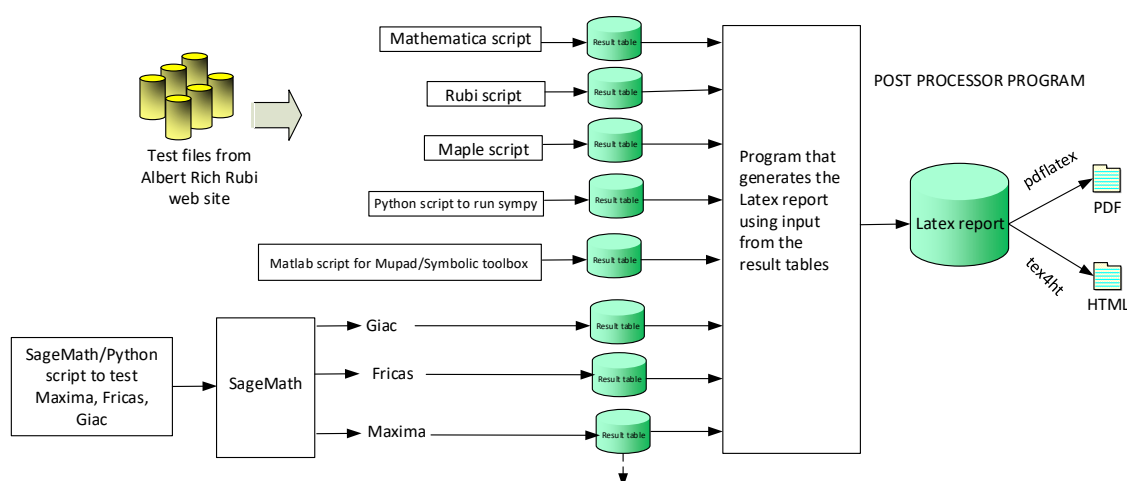 Mathematica script
Result table
Rubi script
Result table
Maple script
Result table
Python script to run sympy
Result table
Matlab script for Mupad/Symbolic toolbox
Result table
Test files from
Albert Rich Rubi
web site
SageMath/Python
script to test
Maxima, Fricas,
Giac
SageMath
Giac
Result table
Fricas
Result table
Maxima
Result table
Program that
generates the
Latex report
using input
from the
result tables
POST PROCESSOR PROGRAM
Latex report
pdflatex
PDF
tex4ht
HTML